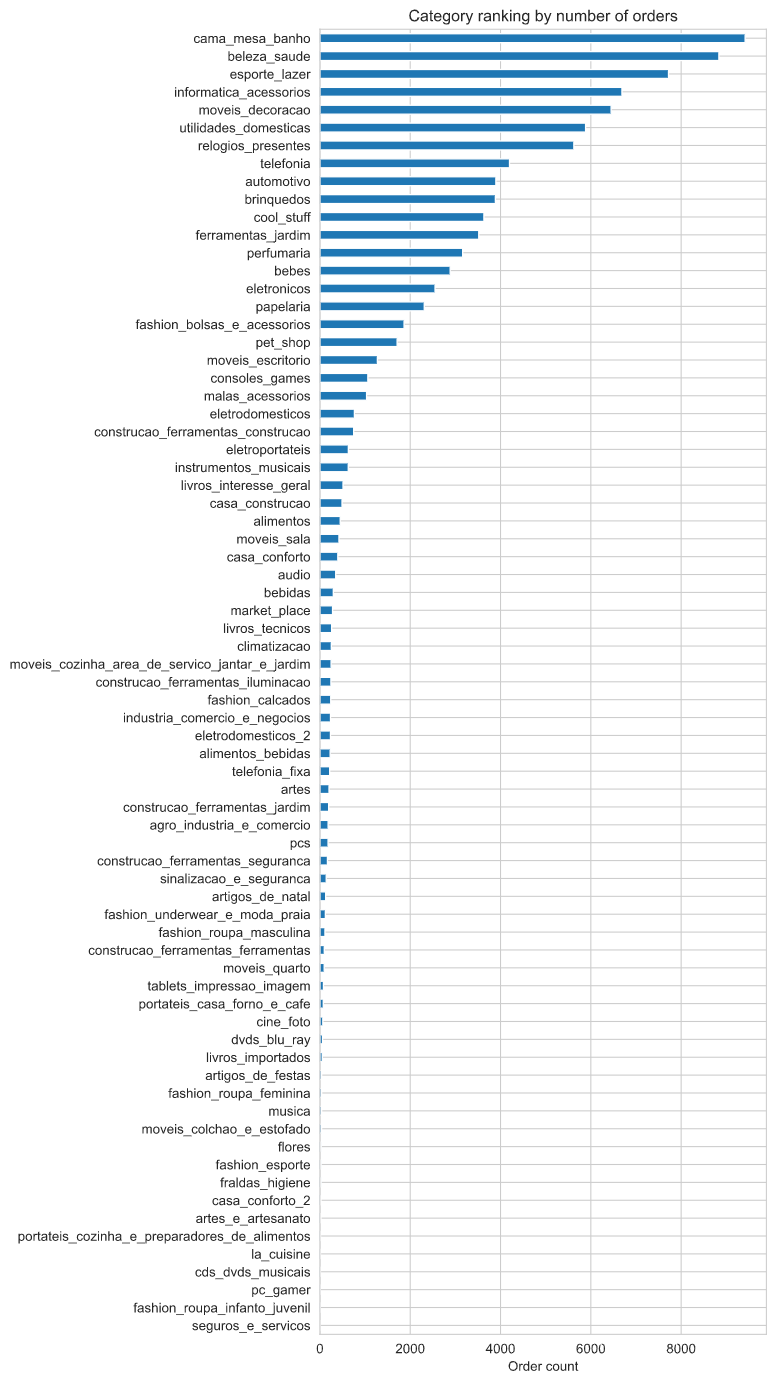 Category ranking by number of orders
cama_mesa_banho
beleza_saude
esporte_lazer
informatica_acessorios
moveis_decoracao
utilidades_domesticas
relogios_presentes
telefonia
automotivo
brinquedos
cool_stuff
ferramentas_jardim
perfumaria
bebes
eletronicos
papelaria
fashion_bolsas_e_acessorios
pet_shop
moveis_escritorio
consoles_games
malas_acessorios
eletrodomesticos
construcao_ferramentas_construcao
eletroportateis
instrumentos_musicais
livros_interesse_geral
casa_construcao
alimentos
moveis_sala
casa_conforto
audio
bebidas
market_place
livros_tecnicos
climatizacao
moveis_cozinha_area_de_servico_jantar_e_jardim
construcao_ferramentas_iluminacao
fashion_calcados
industria_comercio_e_negocios
eletrodomesticos_2
alimentos_bebidas
telefonia_fixa
artes
construcao_ferramentas_jardim
agro_industria_e_comercio
pcs
construcao_ferramentas_seguranca
sinalizacao_e_seguranca
artigos_de_natal
fashion_underwear_e_moda_praia
fashion_roupa_masculina
construcao_ferramentas_ferramentas
moveis_quarto
tablets_impressao_imagem
portateis_casa_forno_e_cafe
cine_foto
dvds_blu_ray
livros_importados
artigos_de_festas
fashion_roupa_feminina
musica
moveis_colchao_e_estofado
flores
fashion_esporte
fraldas_higiene
casa_conforto_2
artes_e_artesanato
portateis_cozinha_e_preparadores_de_alimentos
la_cuisine
cds_dvds_musicais
pc_gamer
fashion_roupa_infanto_juvenil
seguros_e_servicos
0 2000 4000 6000 8000
Order count